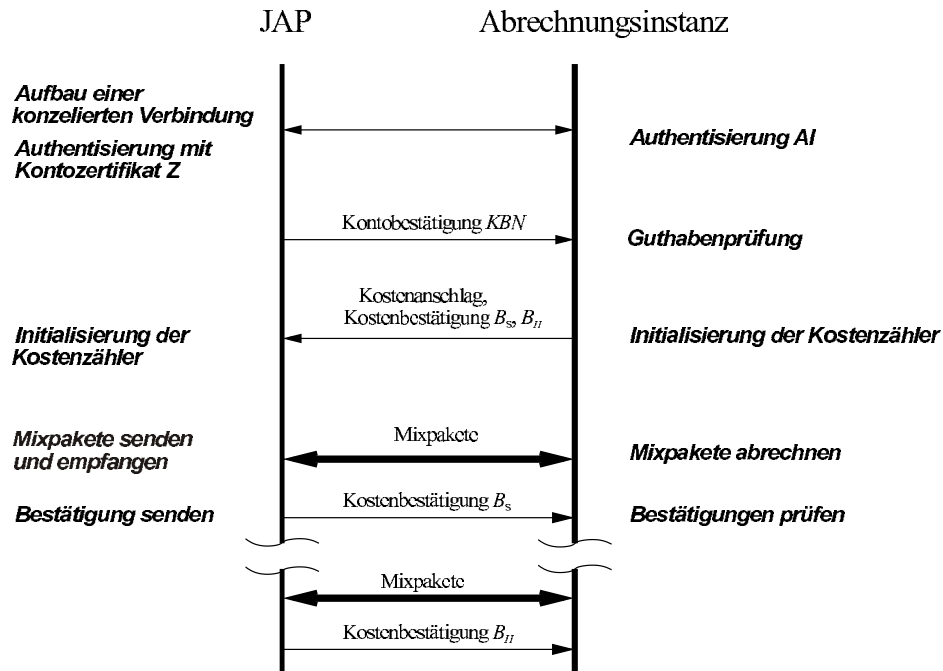 JAP
Abrechnungsinstanz
Aufbau einer
konzelierten Verbindung
Authentisierung mit
Kontozertifikat Z
Authentisierung AI
Kontobestätigung KBN
Guthabenprüfung
Kostenanschlag,
Kostenbestätigung Bs, BH
Initialisierung der
Kostenzähler
Initialisierung der Kostenzähler
Mixpakete senden
und empfangen
Mixpakete
Mixpakete abrechnen
Bestätigung senden
Kostenbestätigung Bs
Bestätigungen prüfen
Mixpakete
Kostenbestätigung BH